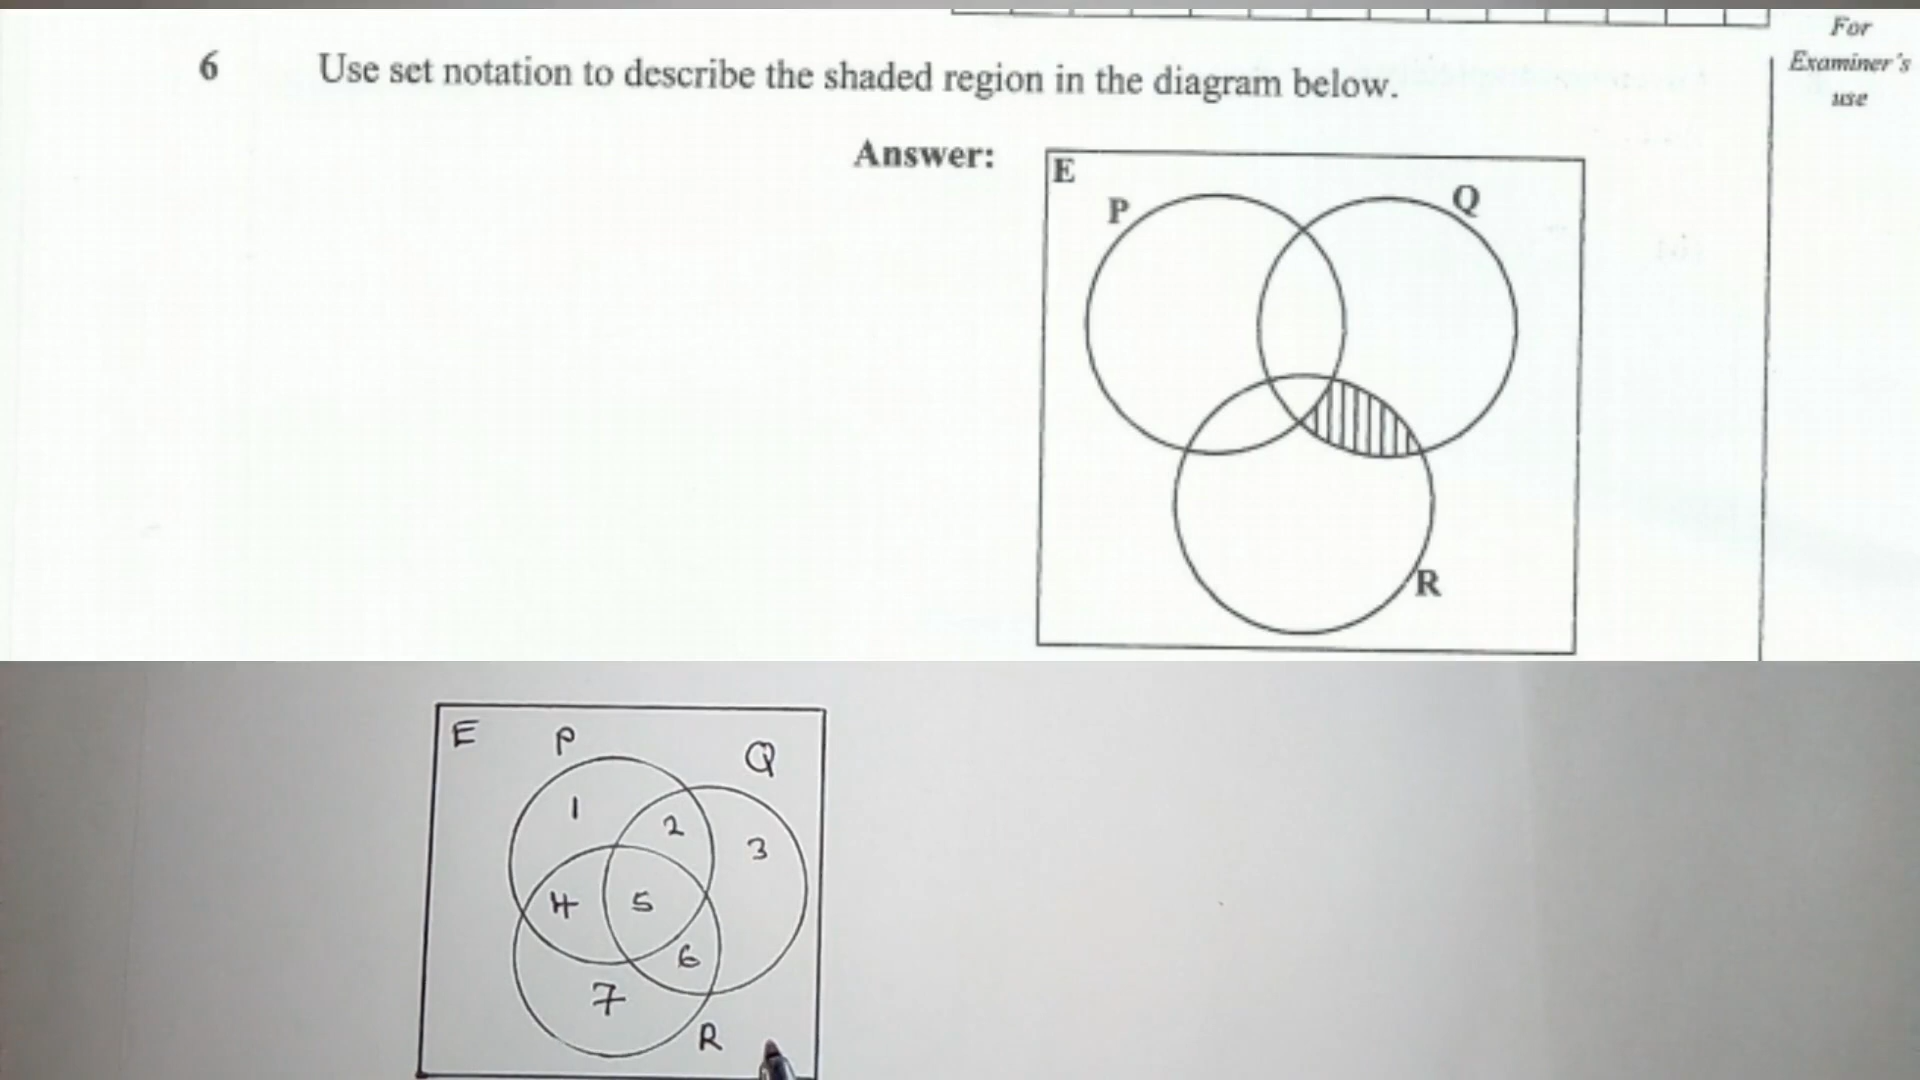 For
Examiner's
use
6 Use set notation to describe the shaded region in the diagram below.
Answer:
E
P
Q
R
E P
Q
1
2
3
4 5
6
7
R